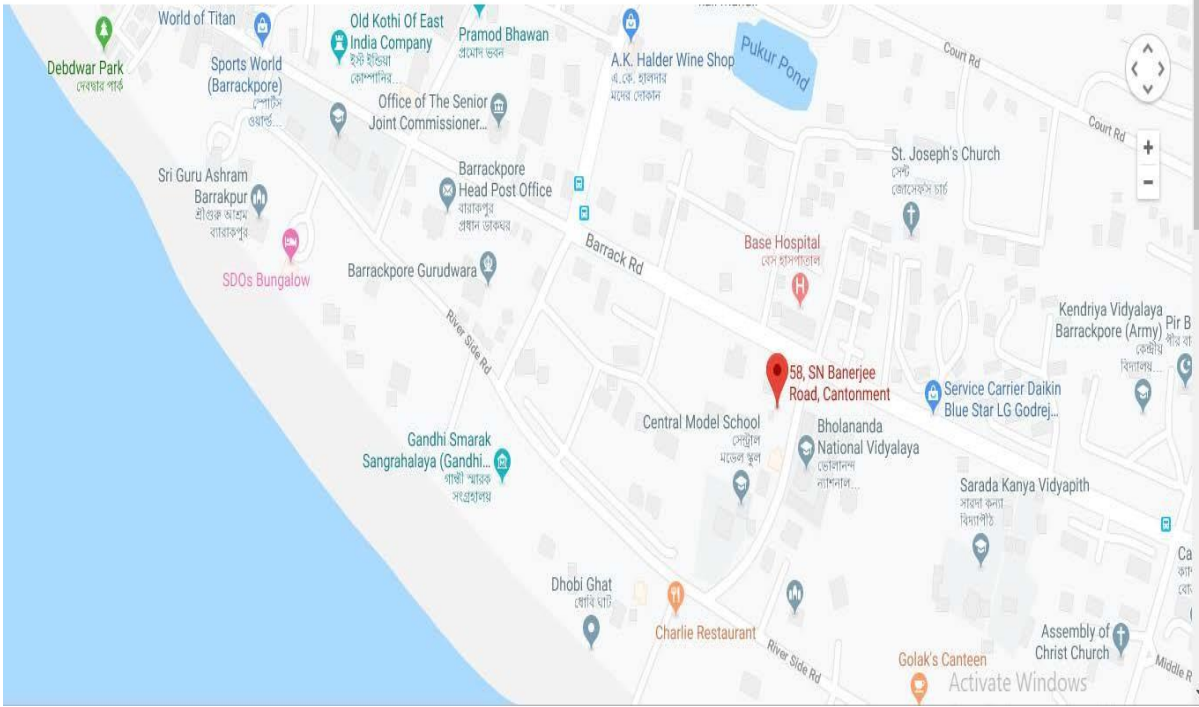 World of Titan
Debdwar Park
দেবদ্বার পার্ক
Sports World
(Barrackpore)
স্পোর্টস
ওয়ার্ল্ড...
Old Kothi Of East
India Company
ইস্ট ইন্ডিয়া
কোম্পানির...
Pramod Bhawan
প্রমোদ ভবন
A.K. Halder Wine Shop
এ.কে. হালদার
মদের দোকান
Pukur Pond
Court Rd
Court Rd
Office of The Senior
Joint Commissioner...
Sri Guru Ashram
Barrakpur
শ্রীগুরু আশ্রম
ব্যারাকপুর
Barrackpore
Head Post Office
বারাকপুর
প্রধান ডাকঘর
St. Joseph's Church
সেন্ট
জোসেফস চার্চ
Barrack Rd
Base Hospital
বেস হাসপাতাল
SDOs Bungalow
Barrackpore Gurudwara
River Side Rd
Kendriya Vidyalaya
Barrackpore (Army)
কেন্দ্রীয়
বিদ্যালয়...
Pir B
পীর বা
58, SN Banerjee
Road, Cantonment
Service Carrier Daikin
Blue Star LG Godrej...
Central Model School
সেন্ট্রাল
মডেল স্কুল
Bholananda
National Vidyalaya
ভোলানন্দ
ন্যাশনাল...
Gandhi Smarak
Sangrahalaya (Gandhi...
গান্ধী স্মারক
সংগ্রহালয়
Sarada Kanya Vidyapith
সারদা কন্যা
বিদ্যাপীঠ
Ca
Dhobi Ghat
ধোবি ঘাট
Charlie Restaurant
River Side Rd
Assembly of
Christ Church
Middle R
Golak's Canteen
Activate Windows